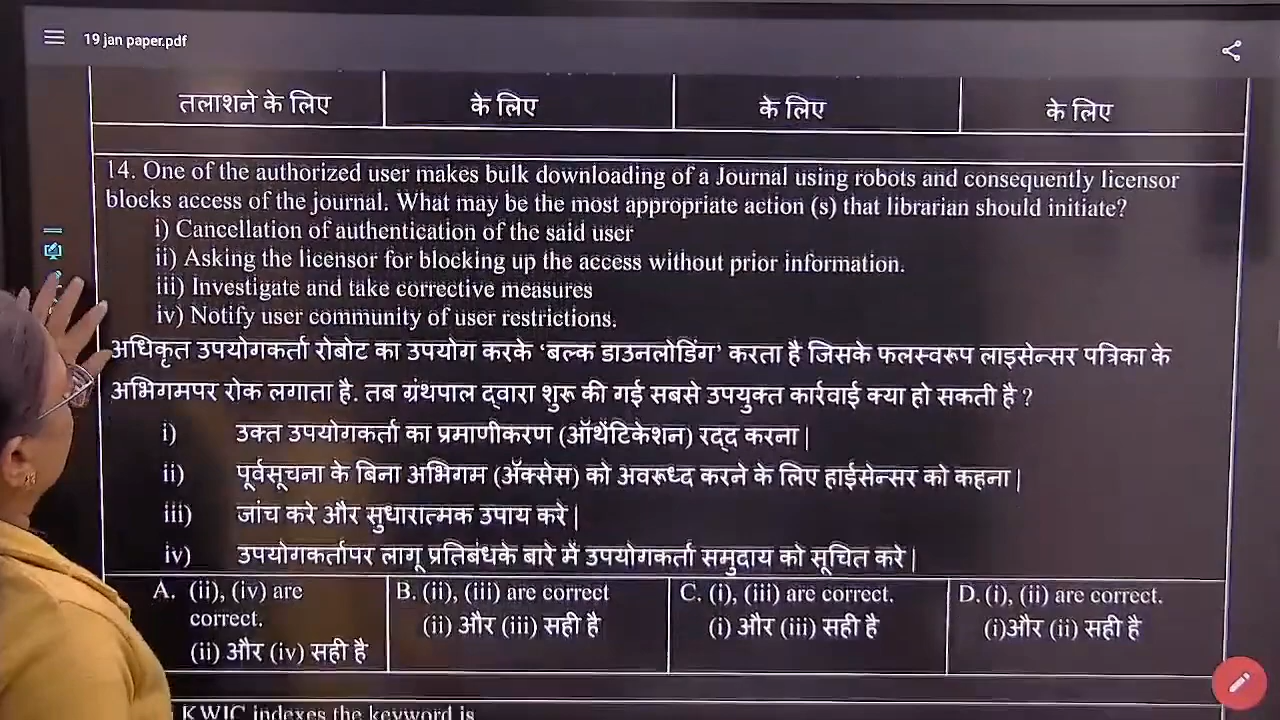 19 jan paper.pdf
तलाशने के लिए
के लिए
के लिए
के लिए
14. One of the authorized user makes bulk downloading of a Journal using robots and consequently licensor
blocks access of the journal. What may be the most appropriate action (s) that librarian should initiate?
i) Cancellation of authentication of the said user
ii) Asking the licensor for blocking up the access without prior information.
iii) Investigate and take corrective measures
iv) Notify user community of user restrictions.
अधिकृत उपयोगकर्ता रोबोट का उपयोग करके ‘बल्क डाउनलोडिंग’ करता है जिसके फलस्वरूप लाइसेन्सर पत्रिका के
अभिगमपर रोक लगाता है. तब ग्रंथपाल द्वारा शुरू की गई सबसे उपयुक्त कार्रवाई क्या हो सकती है ?
i) उक्त उपयोगकर्ता का प्रमाणीकरण (ऑथेंटिकेशन) रद्द करना |
ii) पूर्वसूचना के बिना अभिगम (ॲक्सेस) को अवरूध्द करने के लिए हाईसेन्सर को कहना |
iii) जांच करे और सुधारात्मक उपाय करे |
iv) उपयोगकर्तापर लागू प्रतिबंधके बारे में उपयोगकर्ता समुदाय को सूचित करे |
A. (ii), (iv) are
correct.
(ii) और (iv) सही है
B. (ii), (iii) are correct
(ii) और (iii) सही है
C. (i), (iii) are correct.
(i) और (iii) सही है
D. (i), (ii) are correct.
(i)और (ii) सही है
KWIC indexes the keyword is